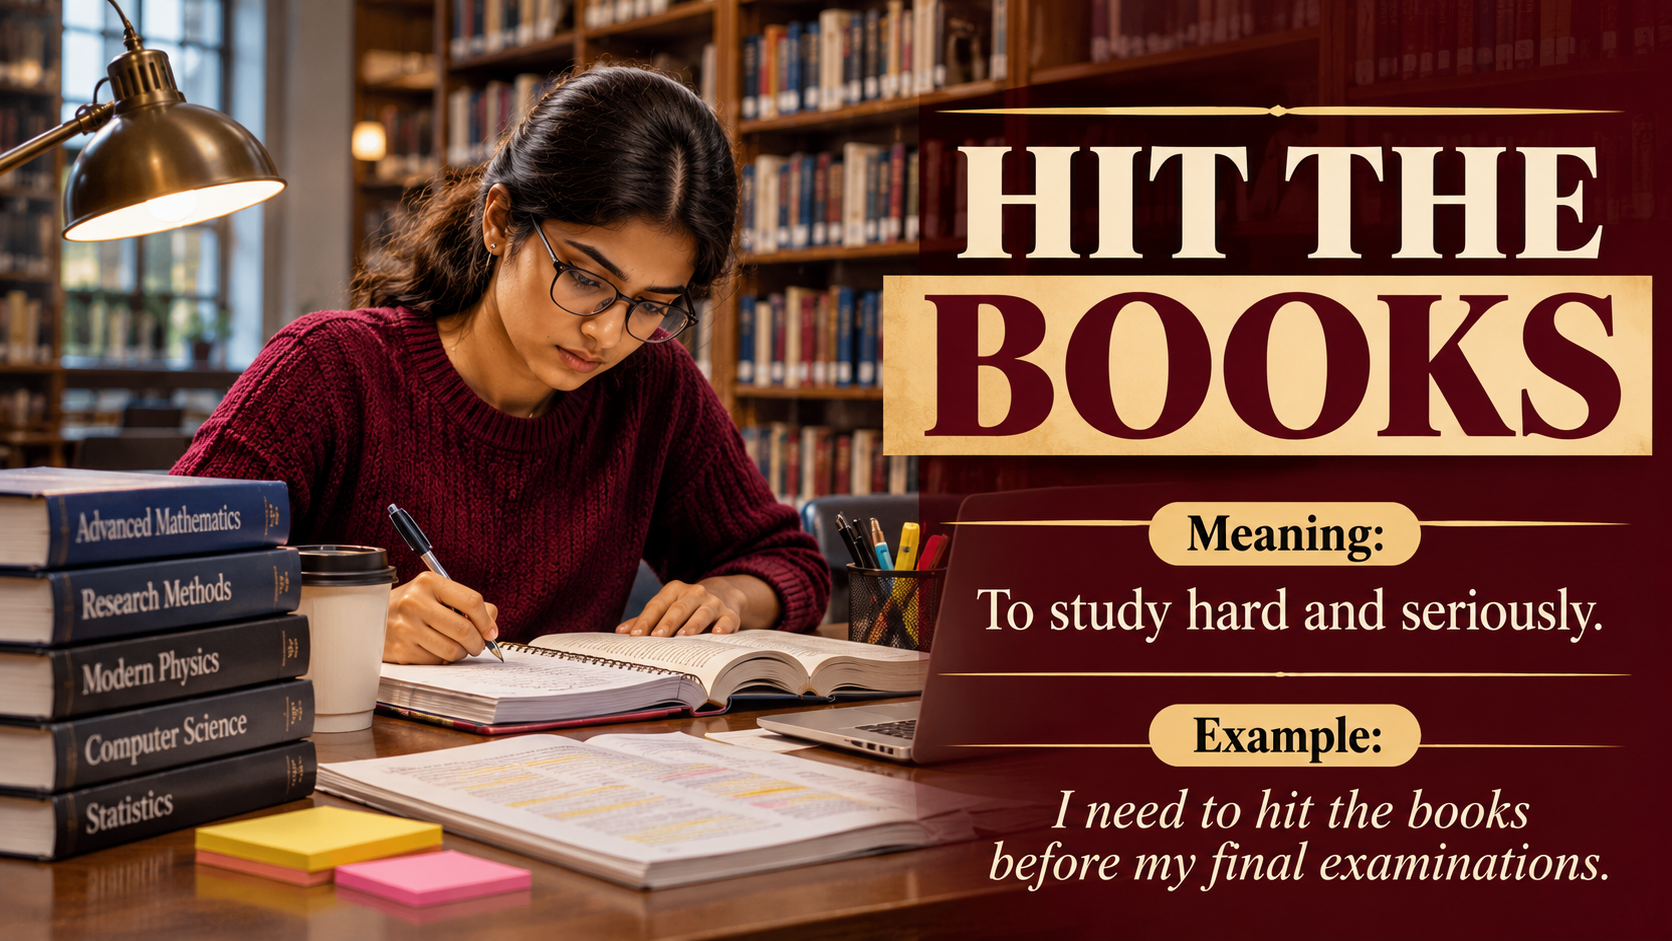 HIT THE
BOOKS
Meaning:
To study hard and seriously.
Example:
I need to hit the books
before my final examinations.
Advanced Mathematics
Research Methods
Modern Physics
Computer Science
Statistics